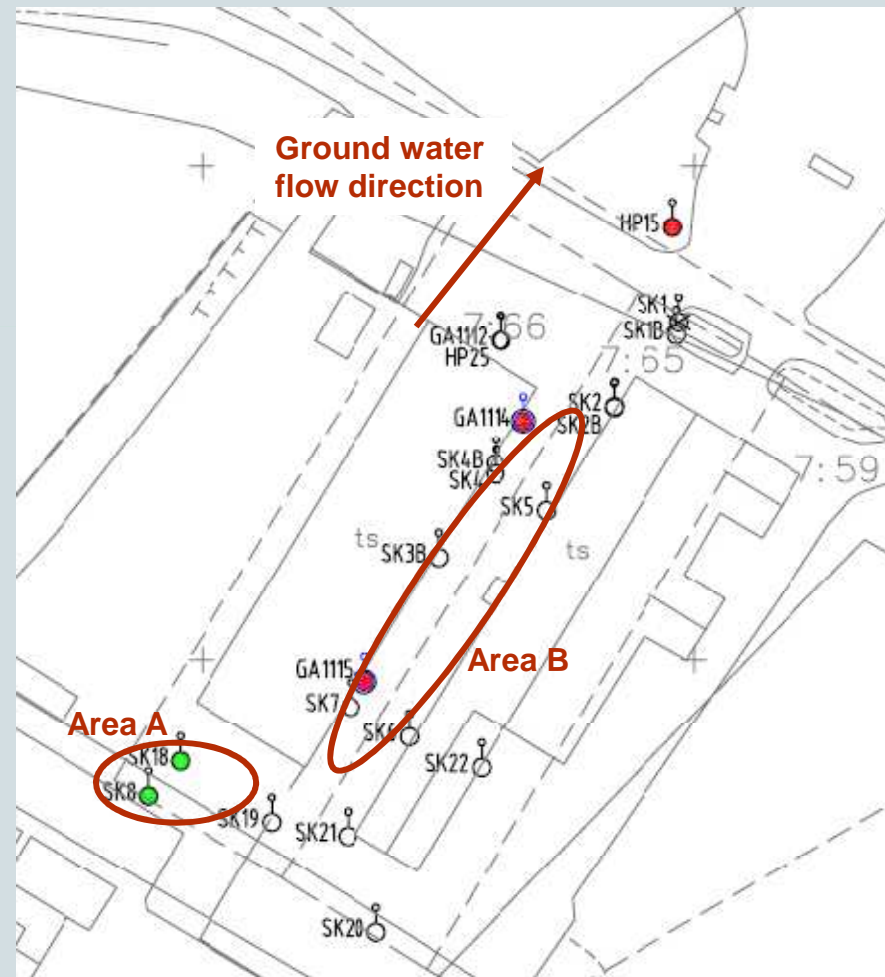 Ground water
flow direction
HP15
SK1
SK1B
7:66
GA1112
HP25
7:65
SK2
SK2B
GA1114
SK4B
SK4
7:59
SK5
ts
SK3B
ts
GA1115
Area B
SK7
Area A
SK6
SK18
SK22
SK8
SK19
SK21
SK20